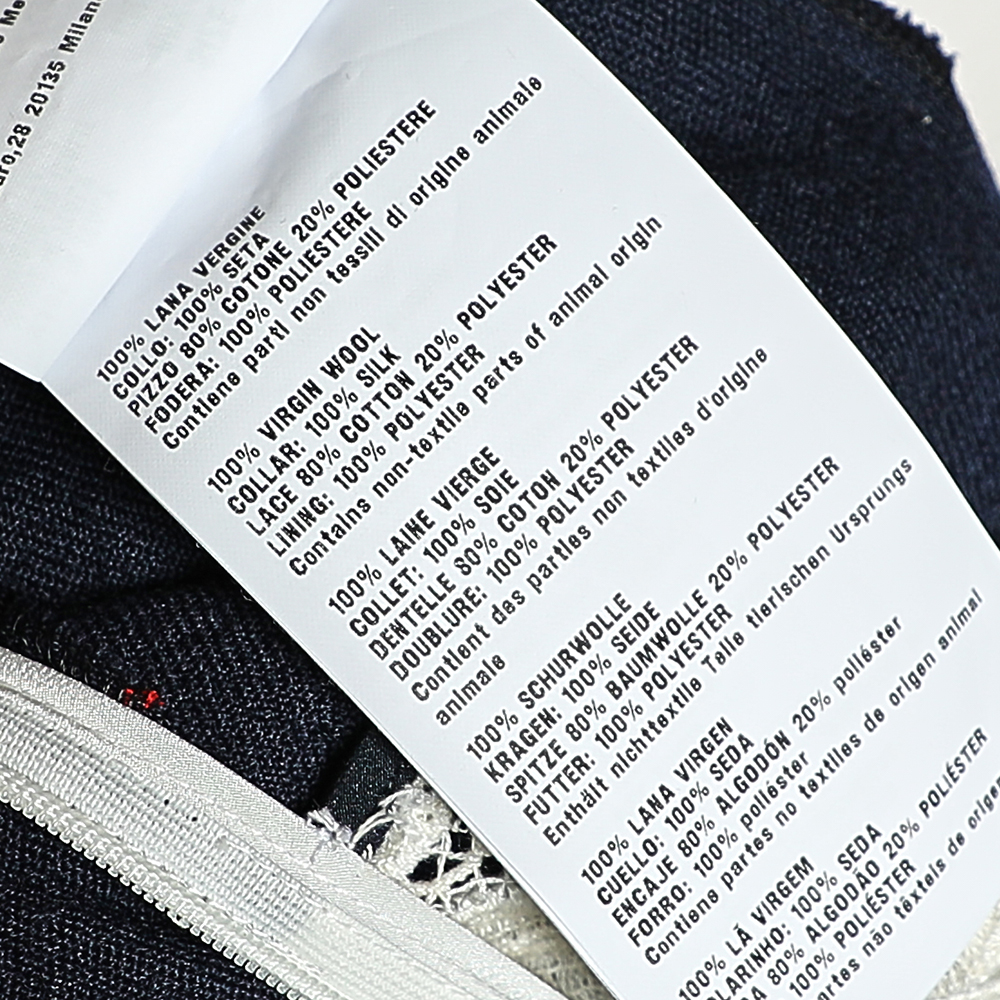 20135 Milan
100% LANA VERGINE
COLLO: 100% SETA
PIZZO 80% COTONE 20% POLIESTERE
FODERA: 100% POLIESTERE
Contiene parti non tessili di origine animale
100% VIRGIN WOOL
COLLAR: 100% SILK
LACE 80% COTTON 20% POLYESTER
LINING: 100% POLYESTER
Contains non-textile parts of animal origin
100% LAINE VIERGE
COLLET: 100% SOIE
DENTELLE 80% COTON 20% POLYESTER
DOUBLURE: 100% POLYESTER
Contient des parties non textiles d'origine
animale
100% SCHURWOLLE
KRAGEN: 100% SEIDE
SPITZE 80% BAUMWOLLE 20% POLYESTER
FUTTER: 100% POLYESTER
Enthält nichttextile Teile tierischen Ursprungs
100% LANA VIRGEN
CUELLO: 100% SEDA
ENCAJE 80% ALGODÓN 20% poliéster
FORRO: 100% poliéster
Contiene partes no textiles de origen animal
100% LÃ VIRGEM
OLARINHO: 100% SEDA
DA 80% ALGODÃO 20% POLIÉSTER
100% POLIÉSTER
artes não têxteis de orige